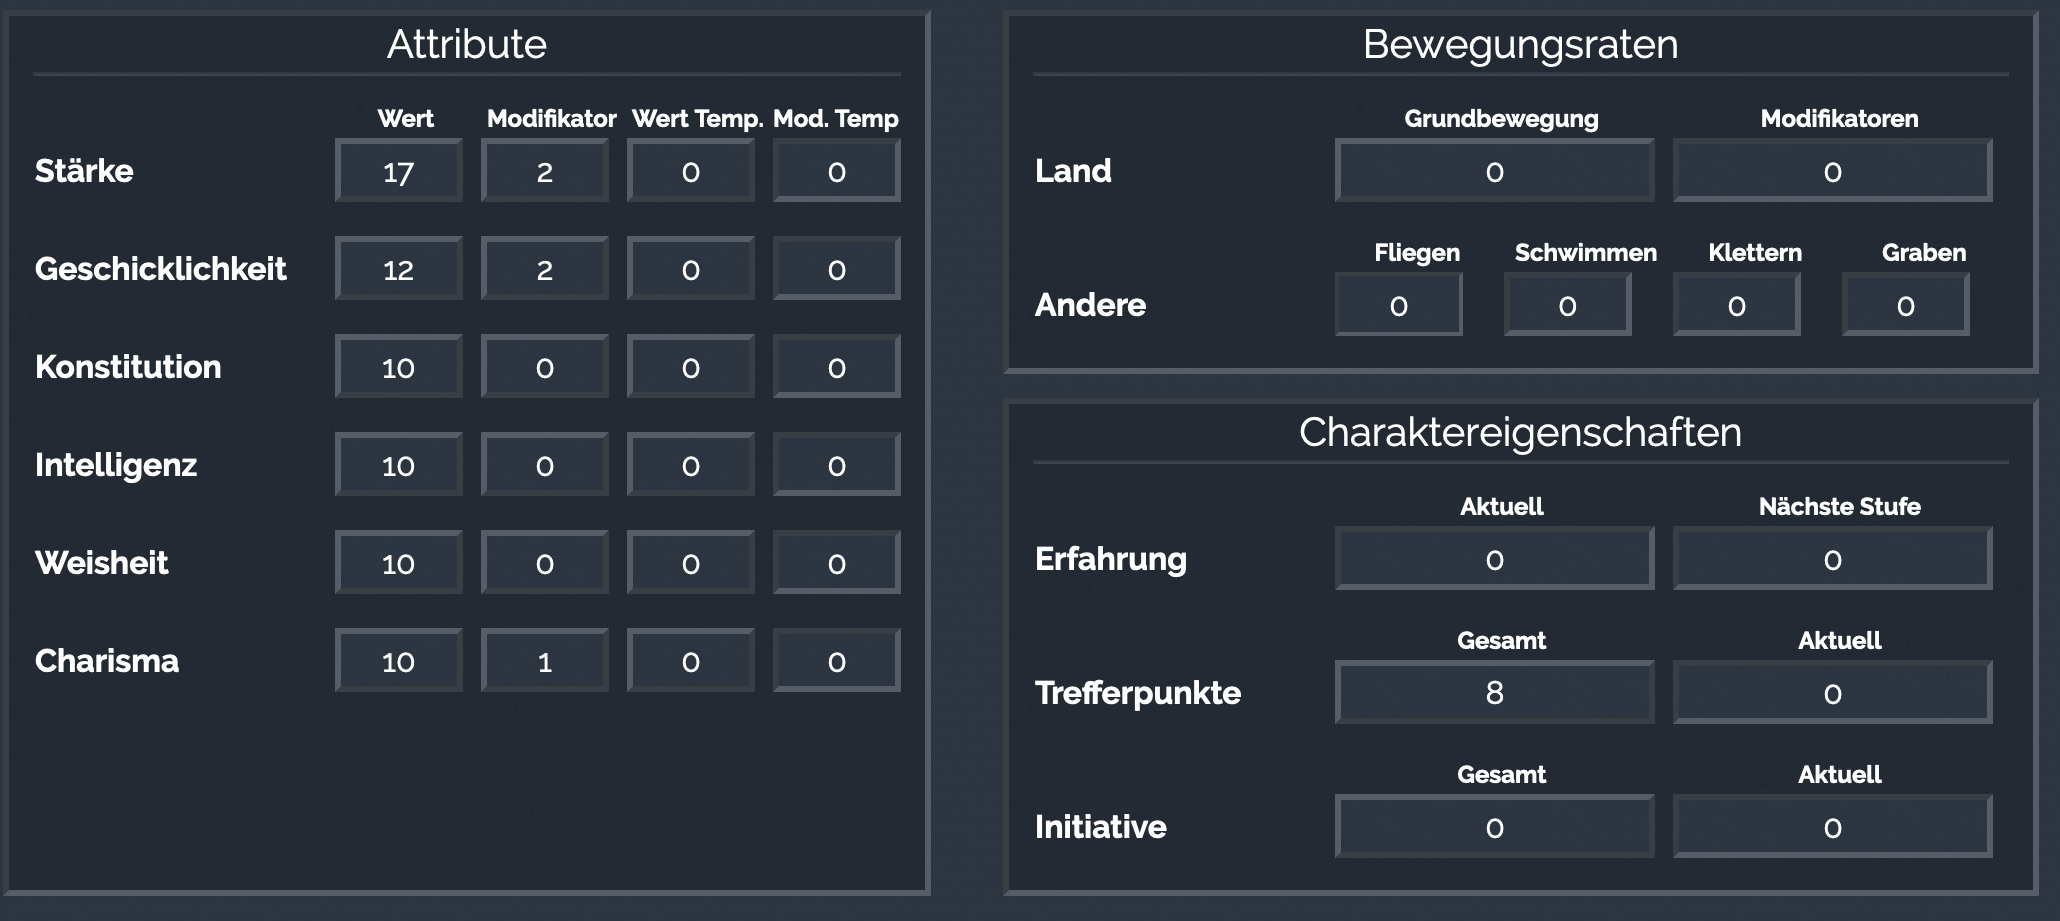 Attribute
Wert Modifikator Wert Temp. Mod. Temp
Stärke 17 2 0 0
Geschicklichkeit 12 2 0 0
Konstitution 10 0 0 0
Intelligenz 10 0 0 0
Weisheit 10 0 0 0
Charisma 10 1 0 0
Bewegungsraten
Grundbewegung Modifikatoren
Land 0 0
Fliegen Schwimmen Klettern Graben
Andere 0 0 0 0
Charaktereigenschaften
Aktuell Nächste Stufe
Erfahrung 0 0
Gesamt Aktuell
Trefferpunkte 8 0
Gesamt Aktuell
Initiative 0 0